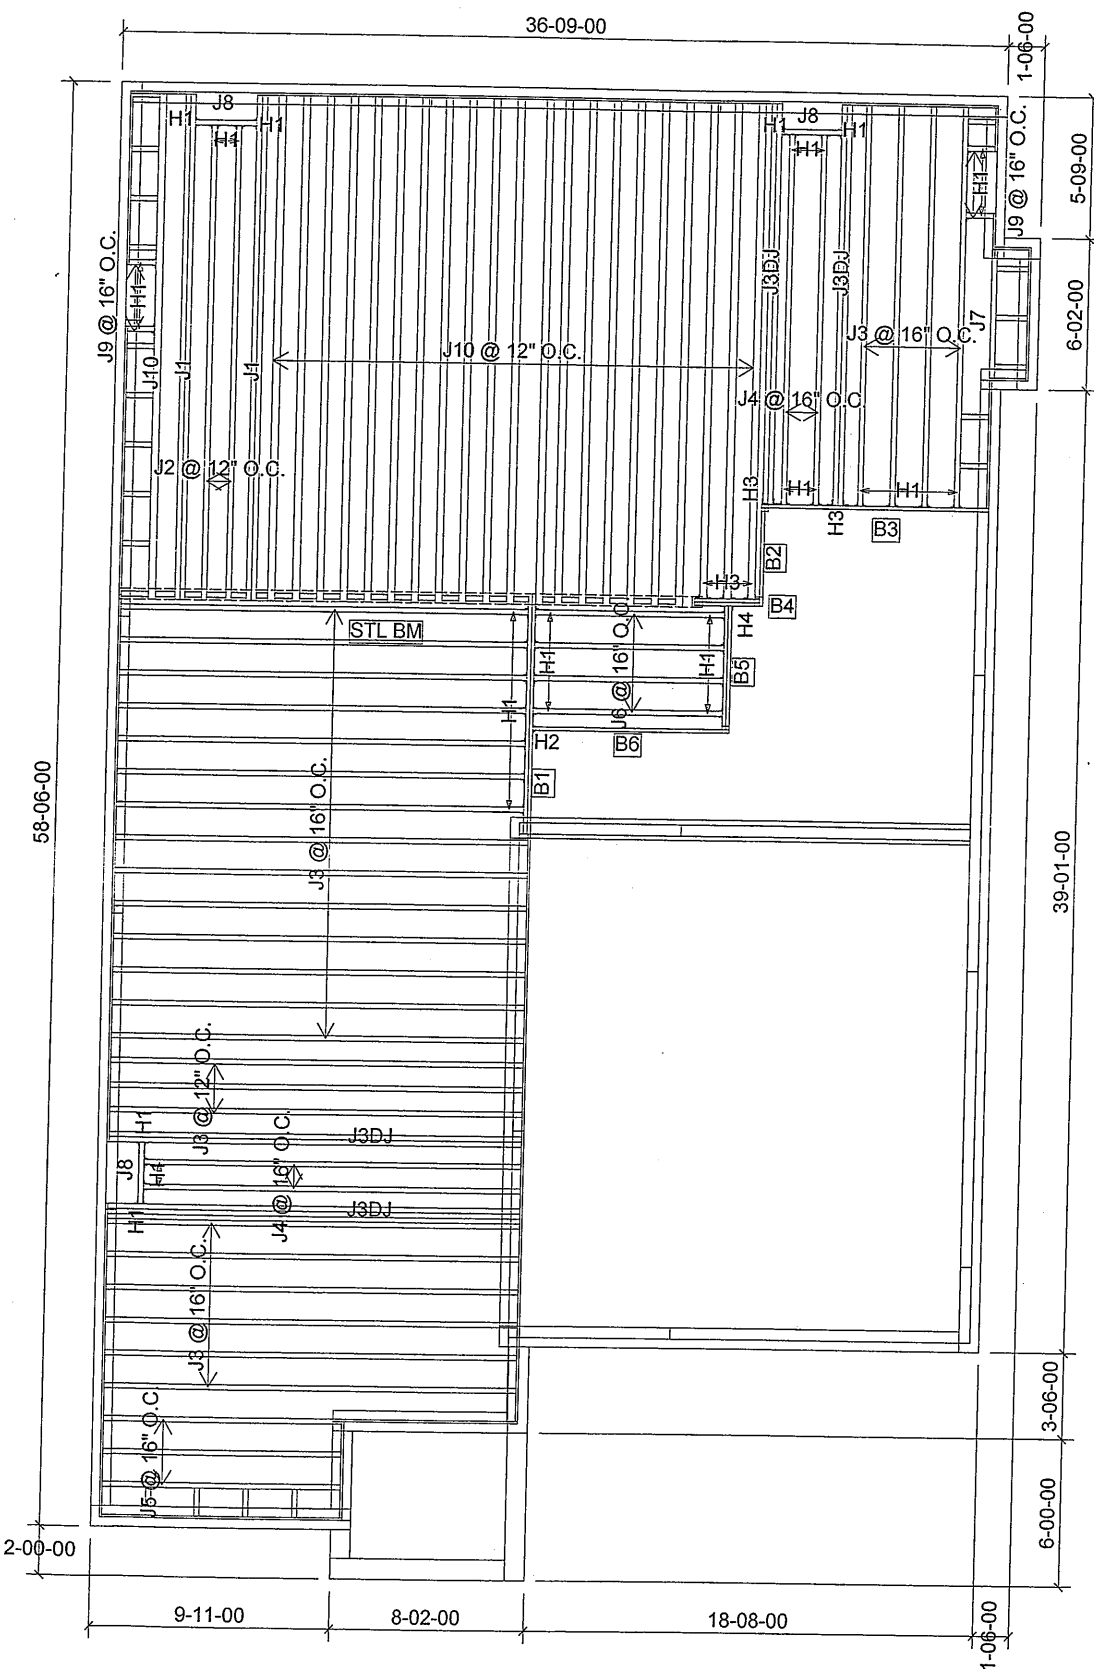 36-09-00
1-06-00
J8
H1
H1
H1
J8
H1
H1
H1
H1
J9 @ 16" O.C.
5-09-00
J9 @ 16" O.C.
H1
J10
J1
J1
J10 @ 12" O.C.
J3DJ
J3DJ
J3 @ 16" O.C.
J7
6-02-00
J4 @ 16" O.C.
J2 @ 12" O.C.
H3
H1
H1
H3
B3
B2
H3
B4
STL BM
H4
H1
H1
J6 @ 16" O.C.
H1
B5
H2
B6
B1
58-06-00
J3 @ 16" O.C.
39-01-00
J3 @ 12" O.C.
H1
J3DJ
J8
H1
J4 @ 16" O.C.
J3DJ
H1
J3 @ 16" O.C.
J5 @ 16" O.C.
3-06-00
6-00-00
2-00-00
9-11-00
8-02-00
18-08-00
1-06-00